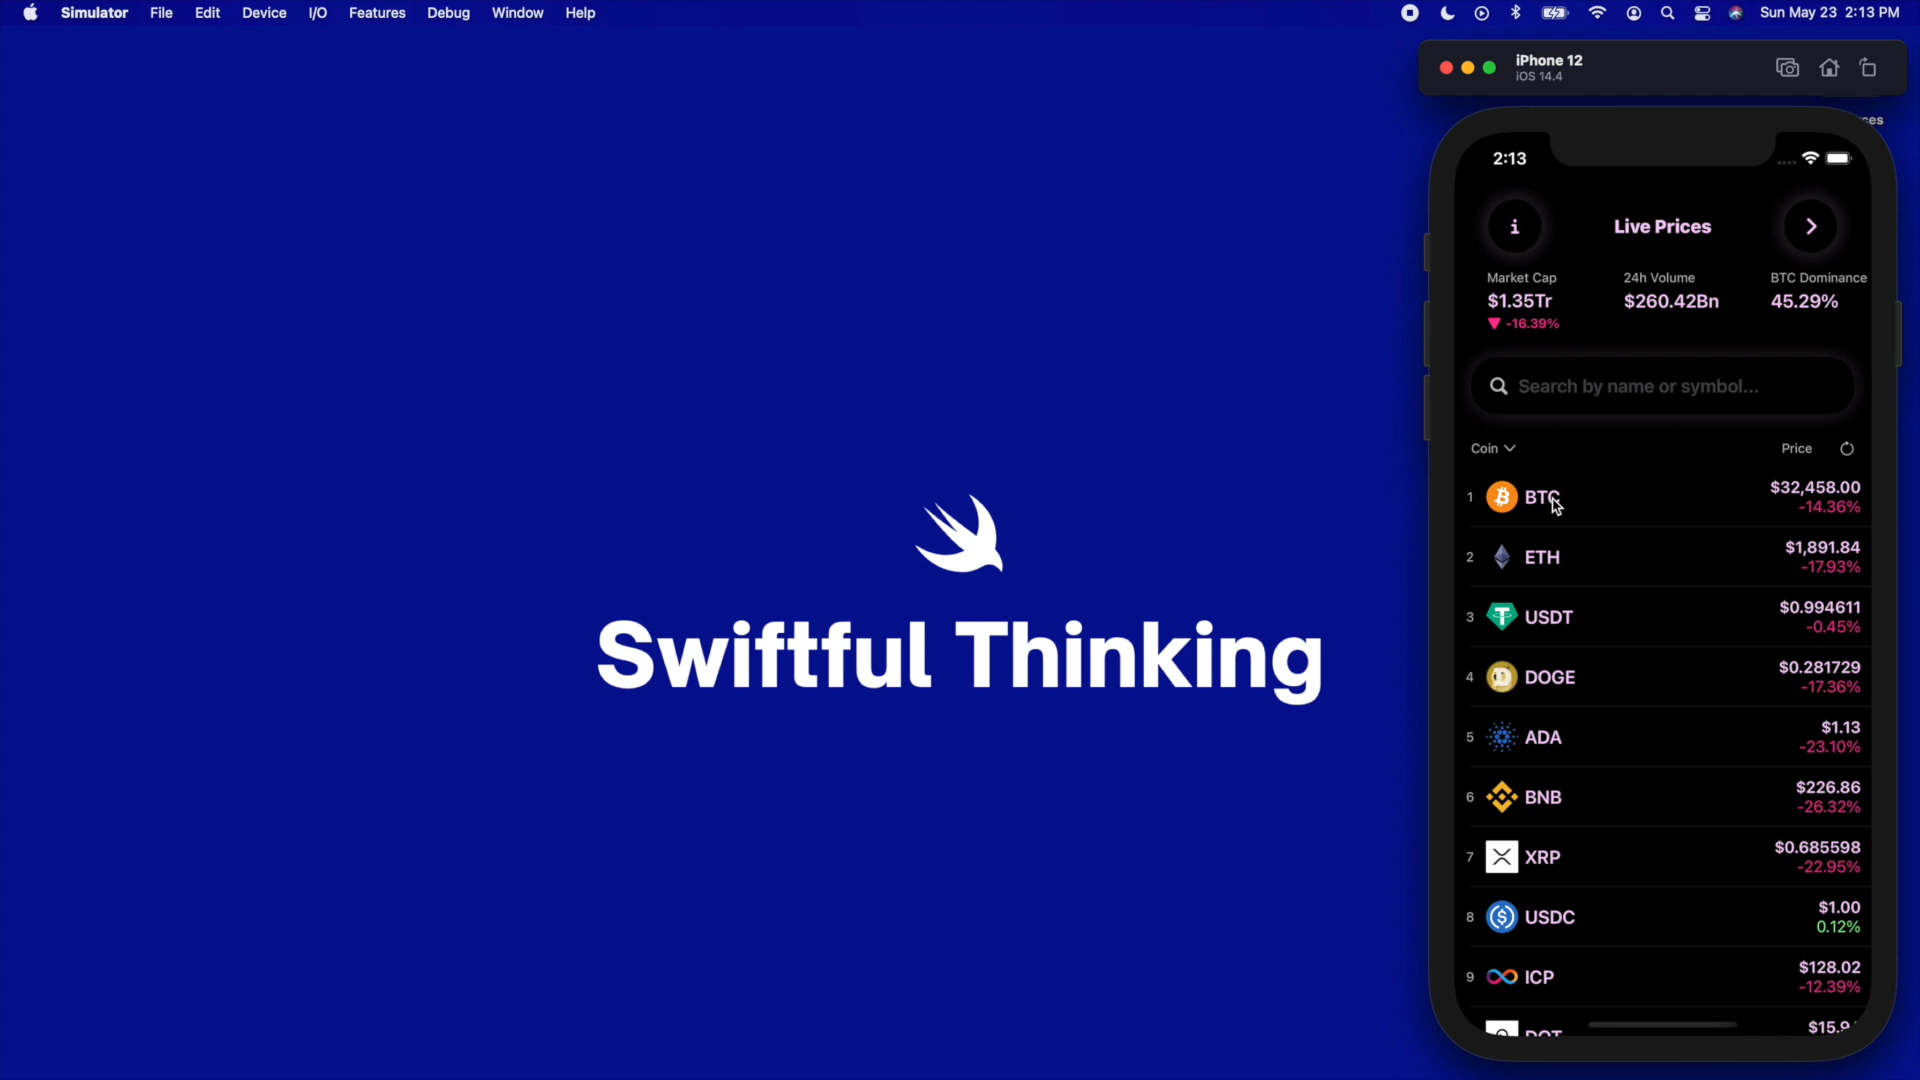 Simulator File Edit Device I/O Features Debug Window Help
Sun May 23 2:13 PM
iPhone 12
iOS 14.4
2:13
i
Live Prices
Market Cap
$1.35Tr
-16.39%
24h Volume
$260.42Bn
BTC Dominance
45.29%
Search by name or symbol...
Coin
Price
1 BTC $32,458.00
-14.36%
2 ETH $1,891.84
-17.93%
3 USDT $0.994611
-0.45%
4 DOGE $0.281729
-17.36%
5 ADA $1.13
-23.10%
6 BNB $226.86
-26.32%
7 XRP $0.685598
-22.95%
8 USDC $1.00
0.12%
9 ICP $128.02
-12.39%
DOT
Swiftful Thinking